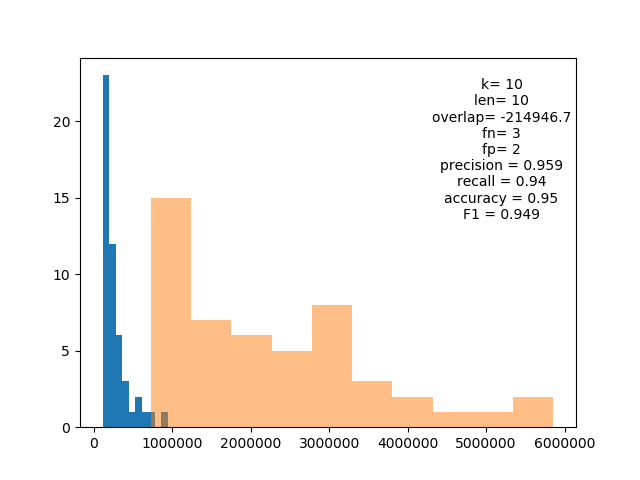 k= 10
len= 10
overlap= -214946.7
fn= 3
fp= 2
precision = 0.959
recall = 0.94
accuracy = 0.95
F1 = 0.949
20
15
10
5
0
0 1000000 2000000 3000000 4000000 5000000 6000000